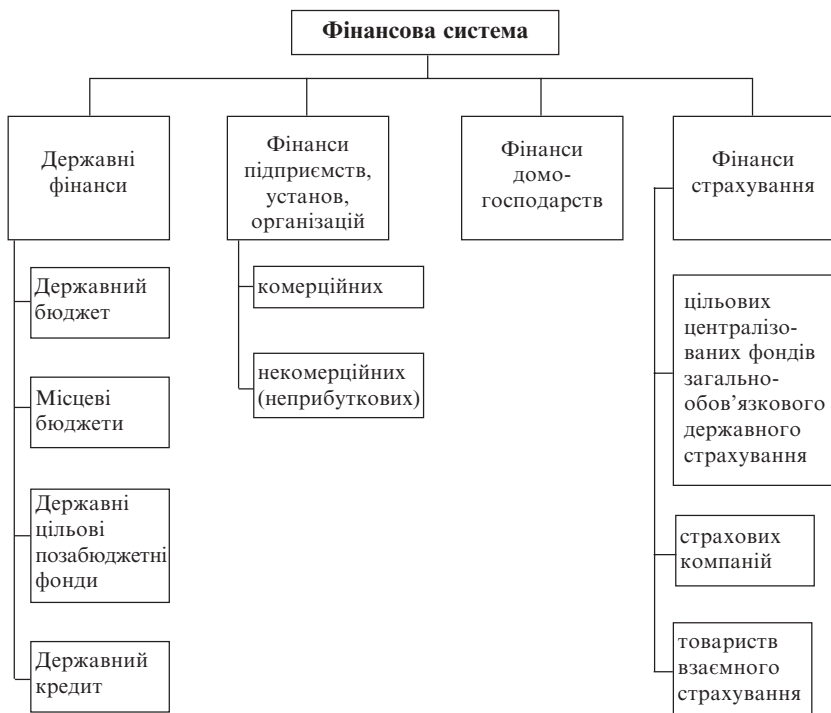 Фінансова система
Державні
фінанси
Державний
бюджет
Місцеві
бюджети
Державні
цільові
позабюджетні
фонди
Державний
кредит
Фінанси
підприємств,
установ,
організацій
комерційних
некомерційних
(неприбуткових)
Фінанси
домо-
господарств
Фінанси
страхування
цільових
централізо-
ваних фондів
загально-
обов’язкового
державного
страхування
страхових
компаній
товариств
взаємного
страхування